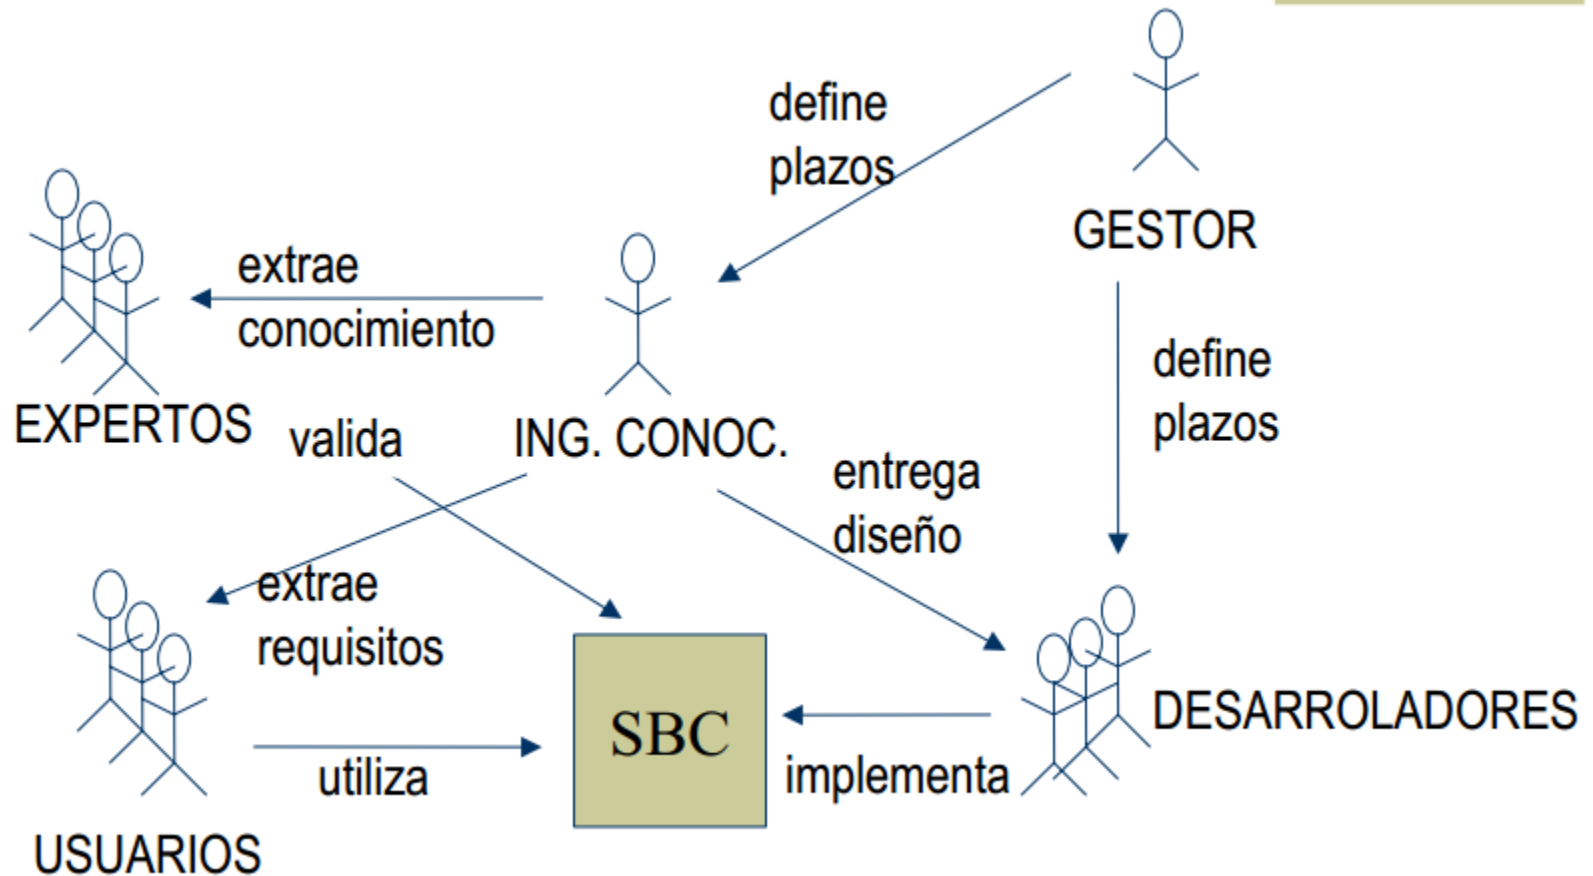 define
plazos
GESTOR
extrae
conocimiento
define
plazos
EXPERTOS
valida
ING. CONOC.
entrega
diseño
extrae
requisitos
SBC
DESARROLADORES
utiliza
implementa
USUARIOS